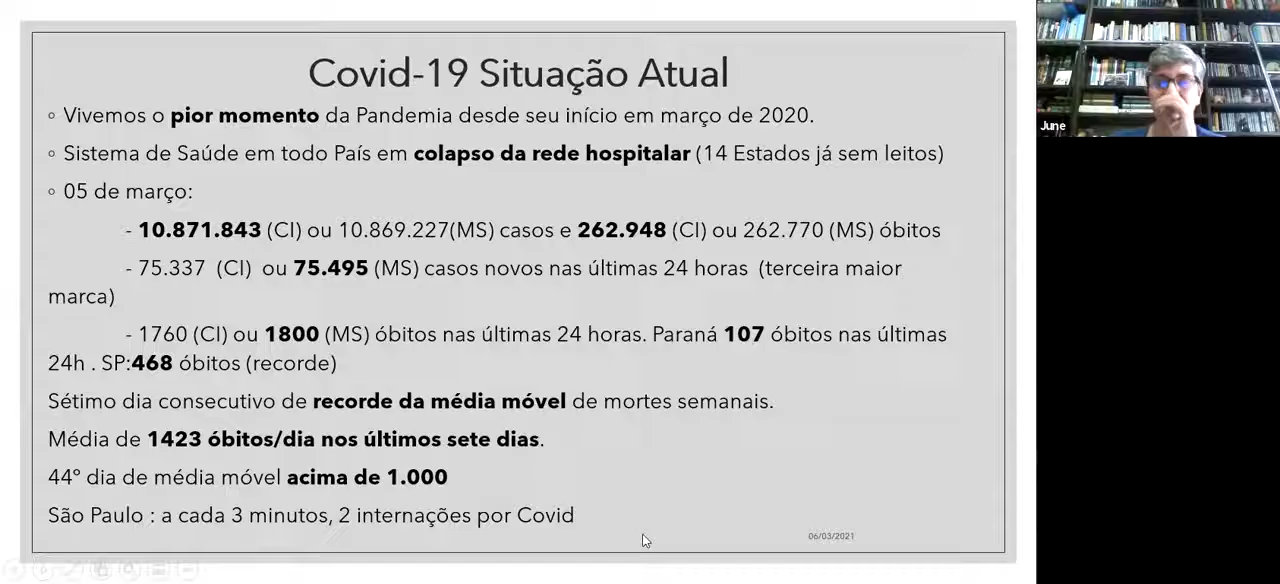 Covid-19 Situação Atual
◦ Vivemos o pior momento da Pandemia desde seu início em março de 2020.
◦ Sistema de Saúde em todo País em colapso da rede hospitalar (14 Estados já sem leitos)
◦ 05 de março:
- 10.871.843 (CI) ou 10.869.227(MS) casos e 262.948 (CI) ou 262.770 (MS) óbitos
- 75.337 (CI) ou 75.495 (MS) casos novos nas últimas 24 horas (terceira maior
marca)
- 1760 (CI) ou 1800 (MS) óbitos nas últimas 24 horas. Paraná 107 óbitos nas últimas
24h . SP:468 óbitos (recorde)
Sétimo dia consecutivo de recorde da média móvel de mortes semanais.
Média de 1423 óbitos/dia nos últimos sete dias.
44º dia de média móvel acima de 1.000
São Paulo : a cada 3 minutos, 2 internações por Covid
06/03/2021
June